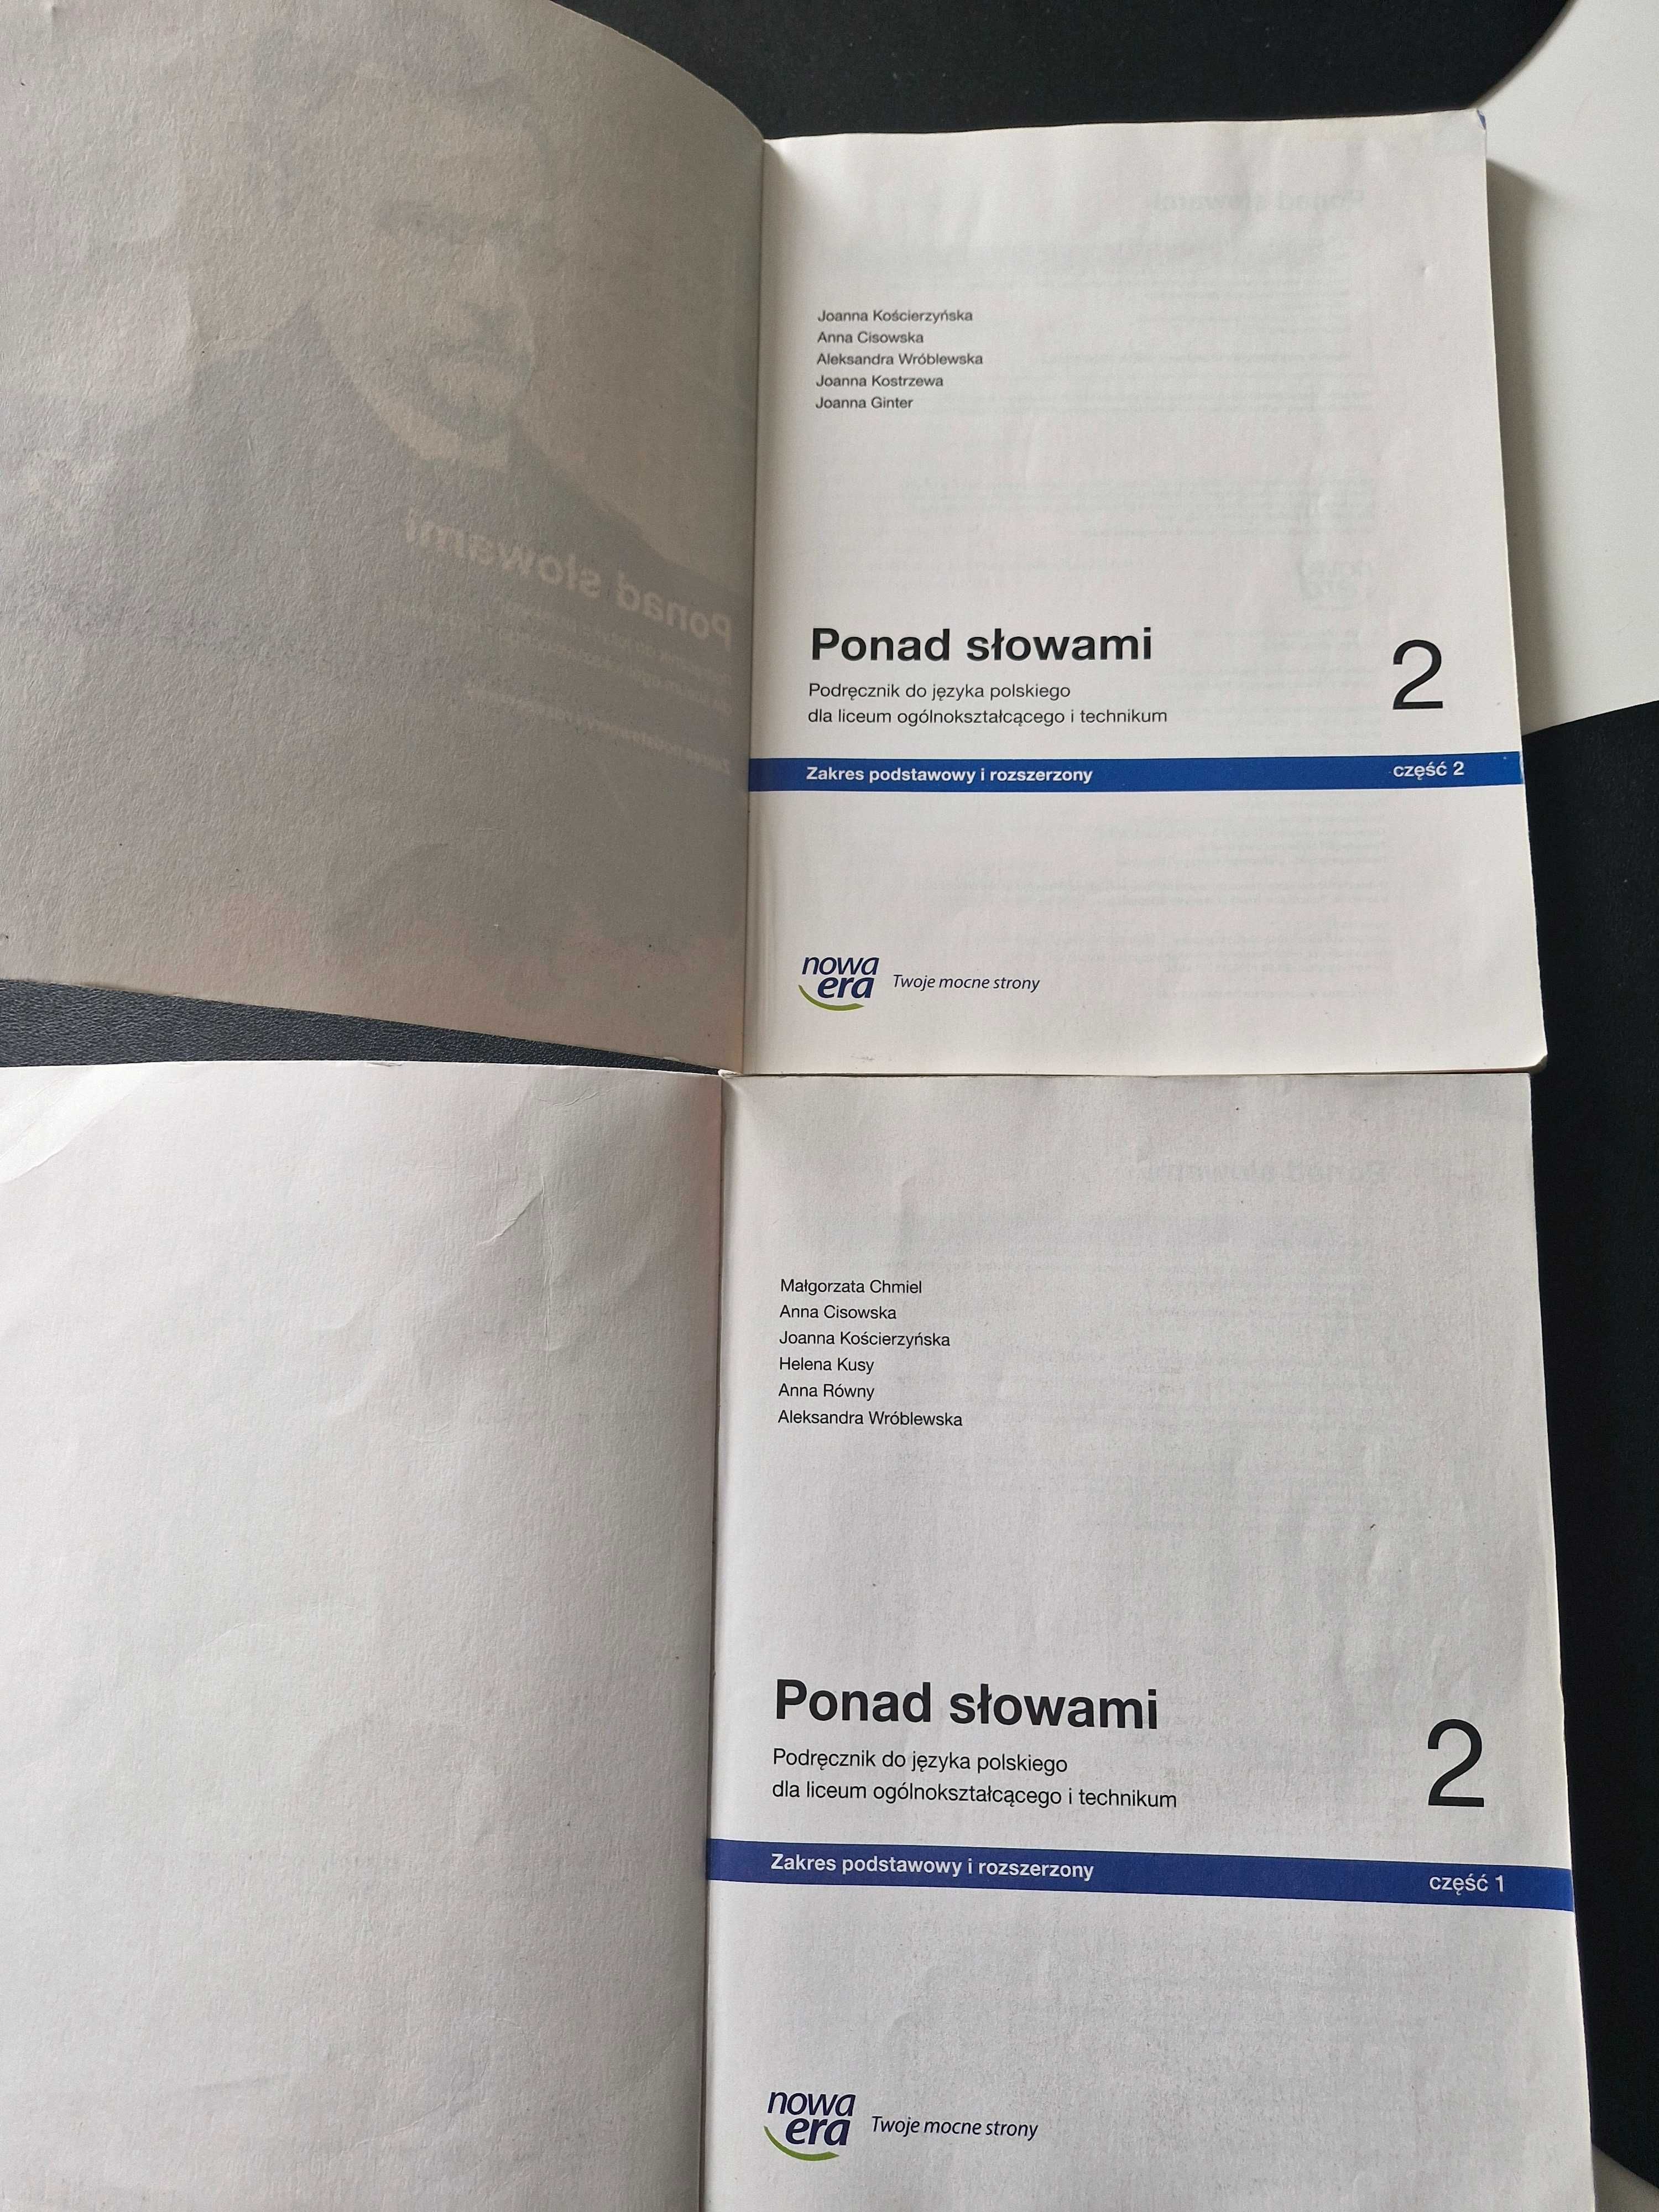 Joanna Kościerzyńska
Anna Cisowska
Aleksandra Wróblewska
Joanna Kostrzewa
Joanna Ginter
Ponad słowami
2
Podręcznik do języka polskiego
dla liceum ogólnokształcącego i technikum
Zakres podstawowy i rozszerzony
część 2
nowa
era
Twoje mocne strony
Ponad słowami
Małgorzata Chmiel
Anna Cisowska
Joanna Kościerzyńska
Helena Kusy
Anna Równy
Aleksandra Wróblewska
Ponad słowami
2
Podręcznik do języka polskiego
dla liceum ogólnokształcącego i technikum
Zakres podstawowy i rozszerzony
część 1
nowa
era
Twoje mocne strony